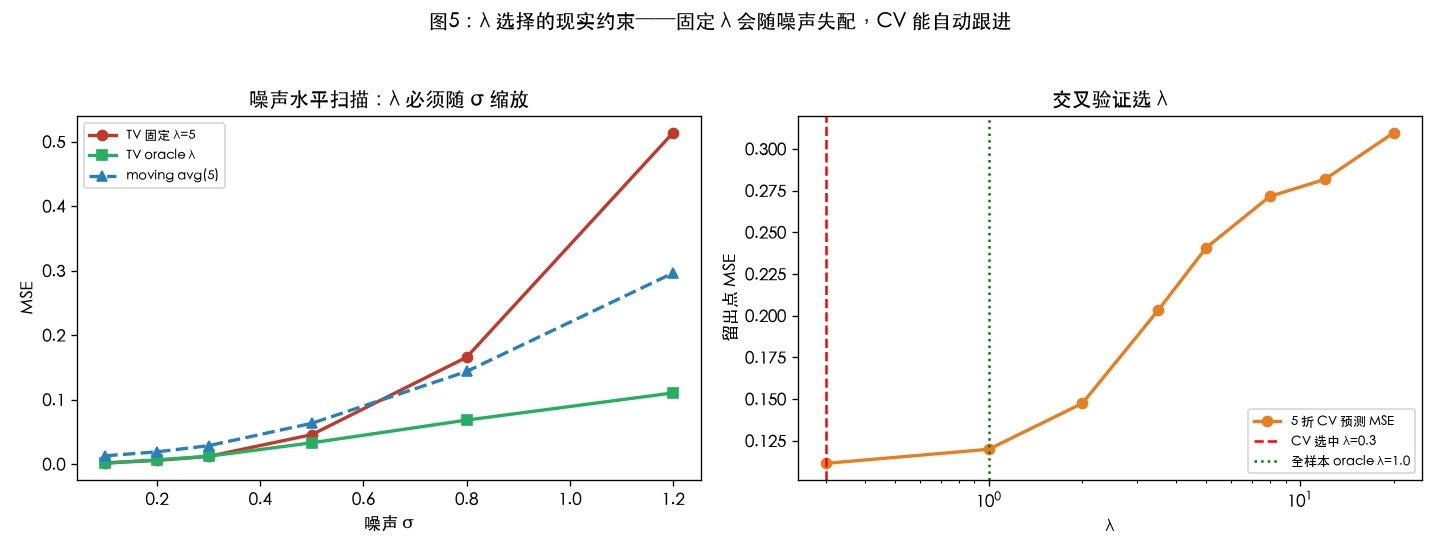 图5：λ 选择的现实约束——固定 λ 会随噪声失配，CV 能自动跟进
噪声水平扫描：λ 必须随 σ 缩放
TV 固定 λ=5
TV oracle λ
moving avg(5)
0.5
0.4
0.3
0.2
0.1
0.0
MSE
0.2
0.4
0.6
0.8
1.0
1.2
噪声 σ
交叉验证选 λ
0.300
0.275
0.250
0.225
0.200
0.175
0.150
0.125
留出点 MSE
5 折 CV 预测 MSE
CV 选中 λ=0.3
全样本 oracle λ=1.0
10⁰
10¹
λ